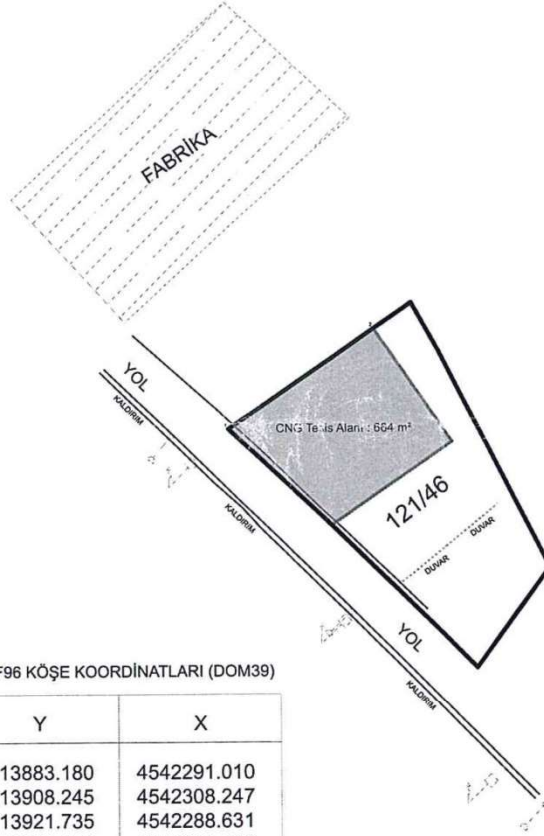 FABRİKA
YOL
KALDIRIM
CNG Tesis Alanı : 664 m²
121/46
KALDIRIM
DUVAR
DUVAR
YOL
KALDIRIM
F96 KÖŞE KOORDİNATLARI (DOM39)
Y X
13883.180 4542291.010
13908.245 4542308.247
13921.735 4542288.631